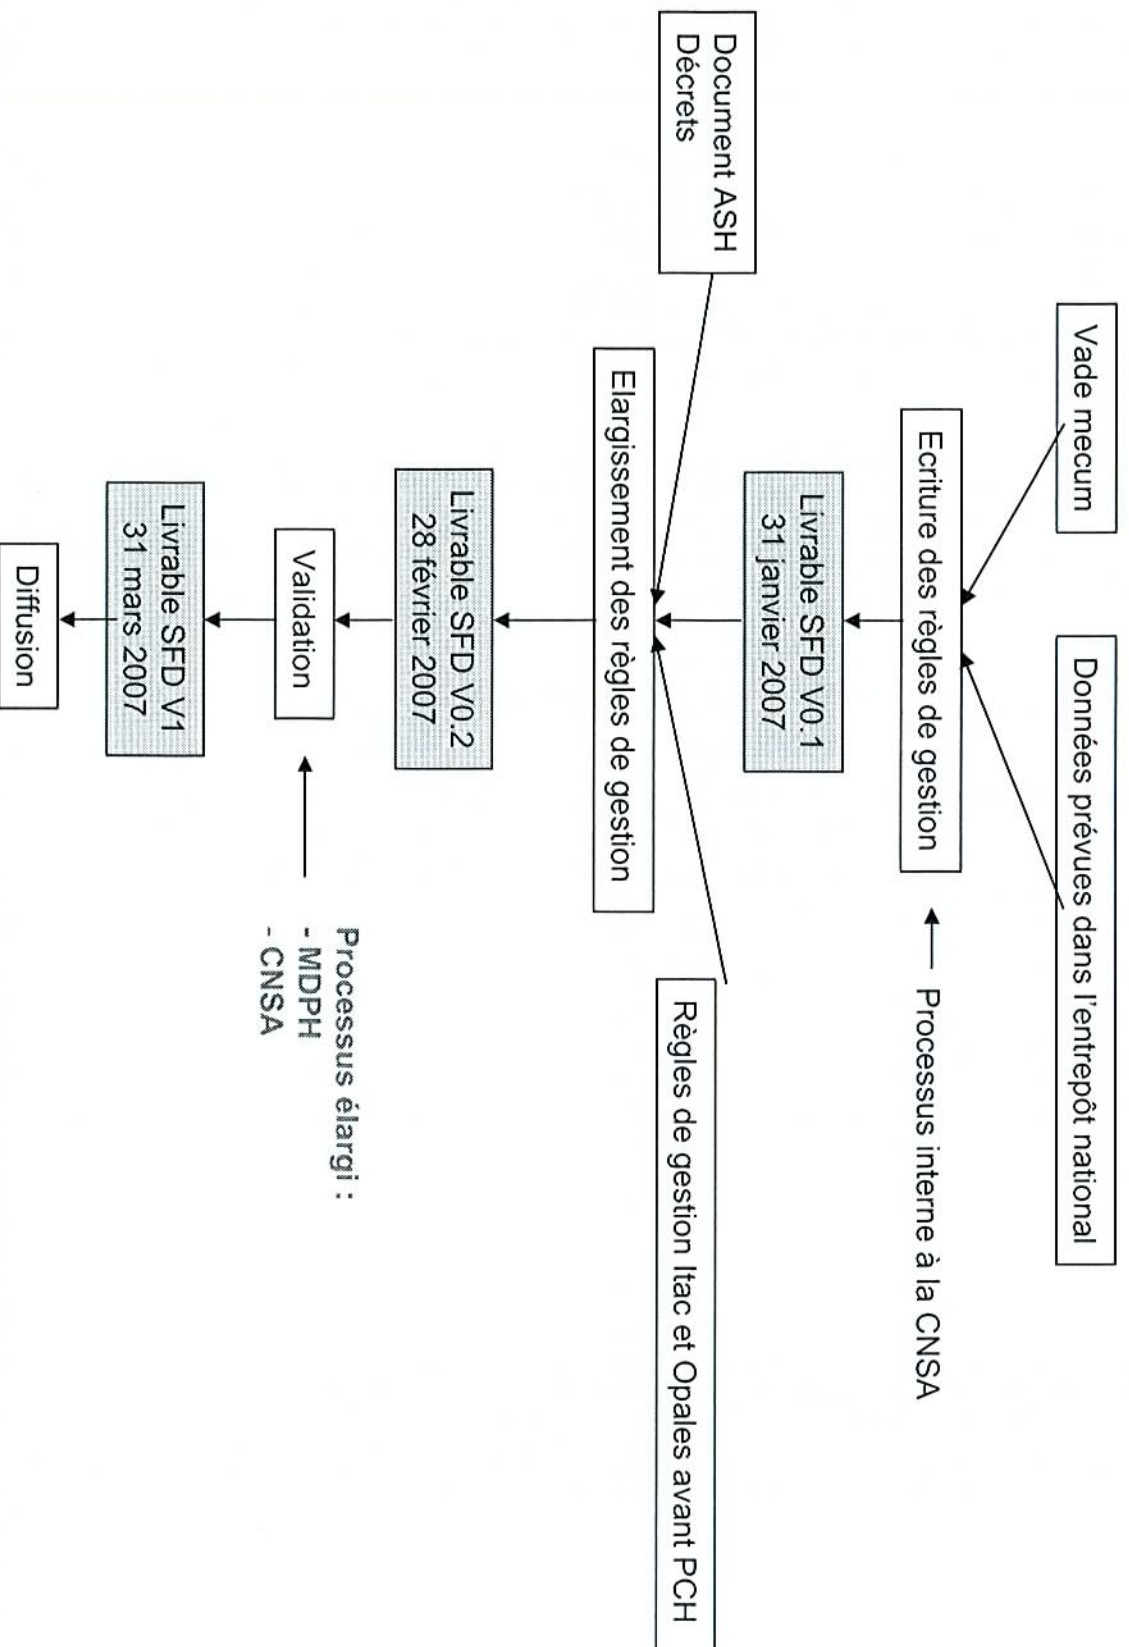 Vade mecum
Données prévues dans l'entrepôt national
Ecriture des règles de gestion
Processus interne à la CNSA
Livrable SFD V0.1
31 janvier 2007
Document ASH
Décrets
Règles de gestion Itac et Opales avant PCH
Elargissement des règles de gestion
Livrable SFD V0.2
28 février 2007
Validation
Processus élargi :
- MDPH
- CNSA
Livrable SFD V1
31 mars 2007
Diffusion